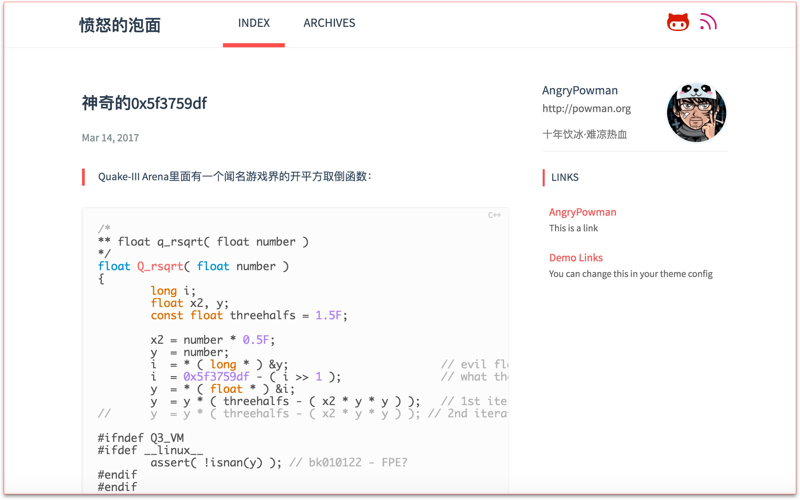 愤怒的泡面
INDEX
ARCHIVES
神奇的0x5f3759df
Mar 14, 2017
Quake-III Arena里面有一个闻名游戏界的开平方取倒函数：
C++
/*
** float q_rsqrt( float number )
*/
float Q_rsqrt( float number )
{
long i;
float x2, y;
const float threehalfs = 1.5F;
x2 = number * 0.5F;
y  = number;
i  = * ( long * ) &y; // evil flo
i  = 0x5f3759df - ( i >> 1 ); // what the
y  = * ( float * ) &i;
y  = y * ( threehalfs - ( x2 * y * y ) ); // 1st ite
// y  = y * ( threehalfs - ( x2 * y * y ) ); // 2nd itera
#ifndef Q3_VM
#ifdef __linux__
assert( !isnan(y) ); // bk010122 - FPE?
#endif
#endif
AngryPowman
http://powman.org
十年饮冰·难凉热血
LINKS
AngryPowman
This is a link
Demo Links
You can change this in your theme config